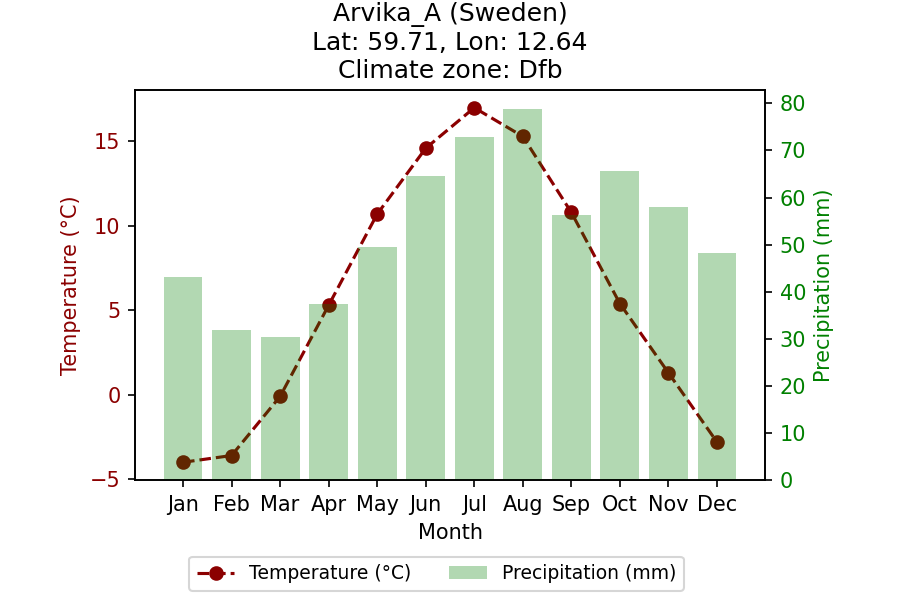 Arvika_A (Sweden)
Lat: 59.71, Lon: 12.64
Climate zone: Dfb
Temperature (°C)
15
10
5
0
−5
80
70
60
50
40
30
20
10
0
Precipitation (mm)
Jan Feb Mar Apr May Jun Jul Aug Sep Oct Nov Dec
Month
Temperature (°C) Precipitation (mm)